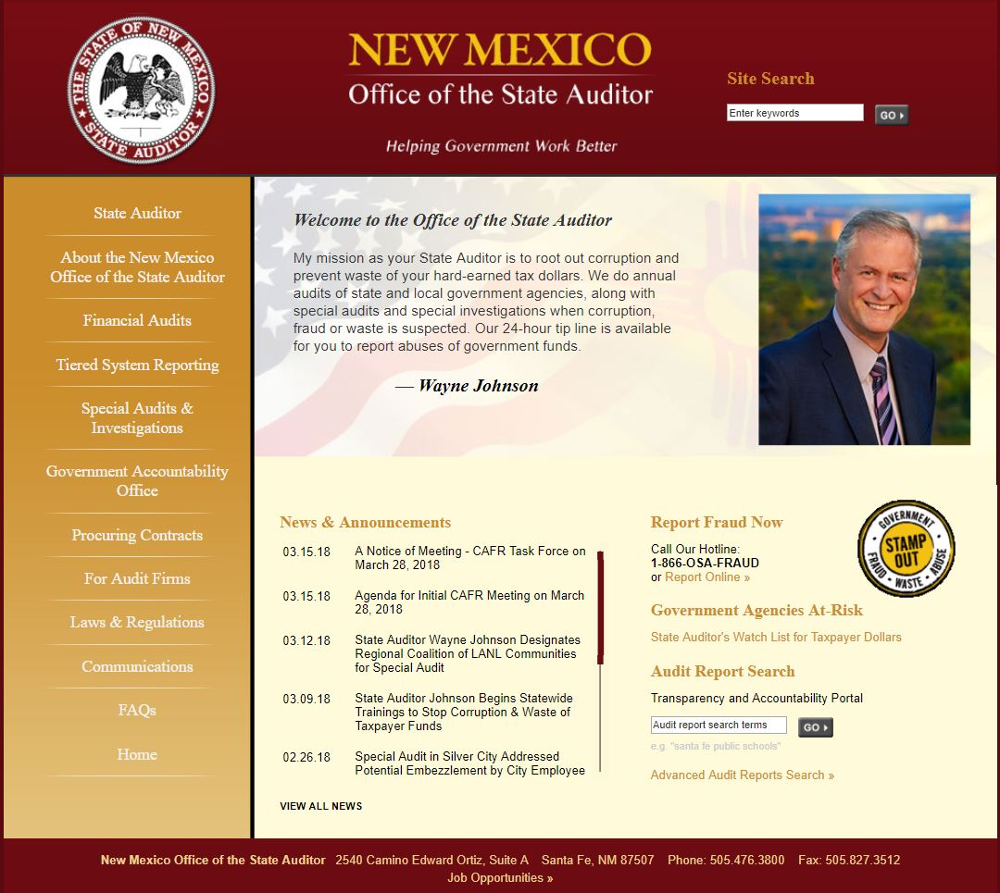 THE STATE OF NEW MEXICO
STATE AUDITOR
NEW MEXICO
Office of the State Auditor
Helping Government Work Better
Site Search
Enter keywords
GO
State Auditor
About the New Mexico
Office of the State Auditor
Financial Audits
Tiered System Reporting
Special Audits &
Investigations
Government Accountability
Office
Procuring Contracts
For Audit Firms
Laws & Regulations
Communications
FAQs
Home
Welcome to the Office of the State Auditor
My mission as your State Auditor is to root out corruption and
prevent waste of your hard-earned tax dollars. We do annual
audits of state and local government agencies, along with
special audits and special investigations when corruption,
fraud or waste is suspected. Our 24-hour tip line is available
for you to report abuses of government funds.
— Wayne Johnson
News & Announcements
03.15.18 A Notice of Meeting - CAFR Task Force on
March 28, 2018
03.15.18 Agenda for Initial CAFR Meeting on March
28, 2018
03.12.18 State Auditor Wayne Johnson Designates
Regional Coalition of LANL Communities
for Special Audit
03.09.18 State Auditor Johnson Begins Statewide
Trainings to Stop Corruption & Waste of
Taxpayer Funds
02.26.18 Special Audit in Silver City Addressed
Potential Embezzlement by City Employee
VIEW ALL NEWS
Report Fraud Now
Call Our Hotline:
1-866-OSA-FRAUD
or Report Online »
GOVERNMENT
STAMP
OUT
FRAUD • WASTE • ABUSE
Government Agencies At-Risk
State Auditor's Watch List for Taxpayer Dollars
Audit Report Search
Transparency and Accountability Portal
Audit report search terms
GO
e.g. "santa fe public schools"
Advanced Audit Reports Search »
New Mexico Office of the State Auditor 2540 Camino Edward Ortiz, Suite A Santa Fe, NM 87507 Phone: 505.476.3800 Fax: 505.827.3512
Job Opportunities »